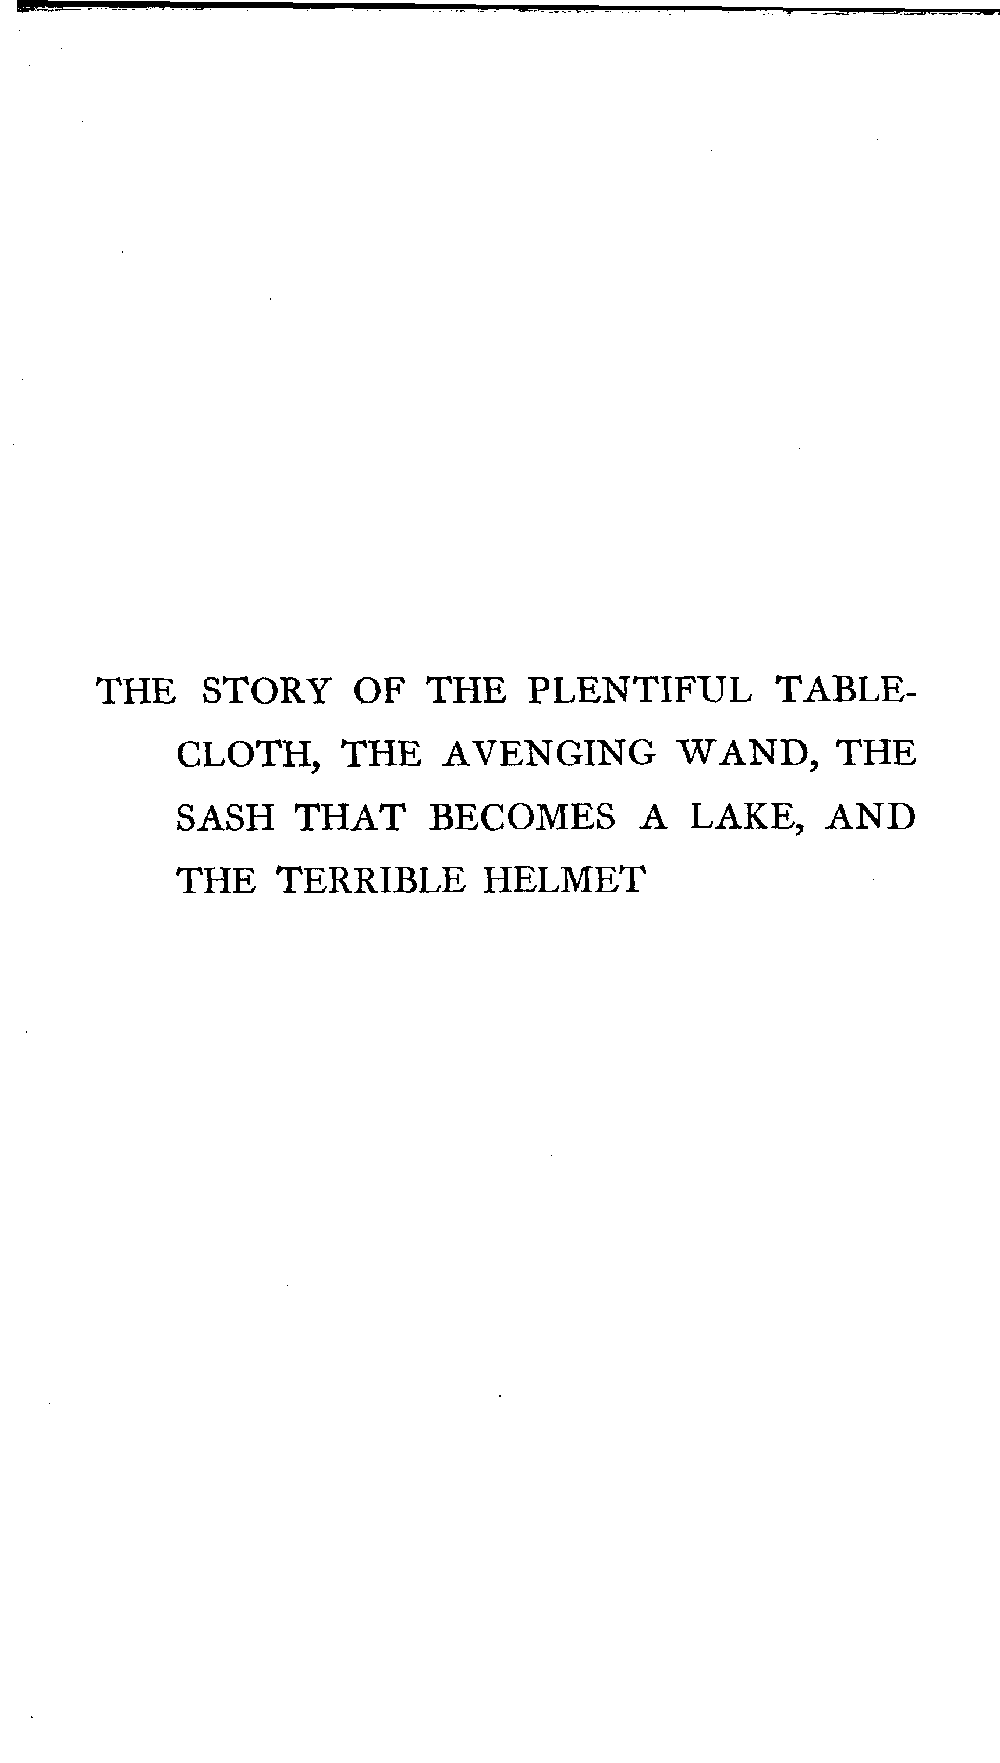 THE STORY OF THE PLENTIFUL TABLE-
CLOTH, THE AVENGING WAND, THE
SASH THAT BECOMES A LAKE, AND
THE TERRIBLE HELMET